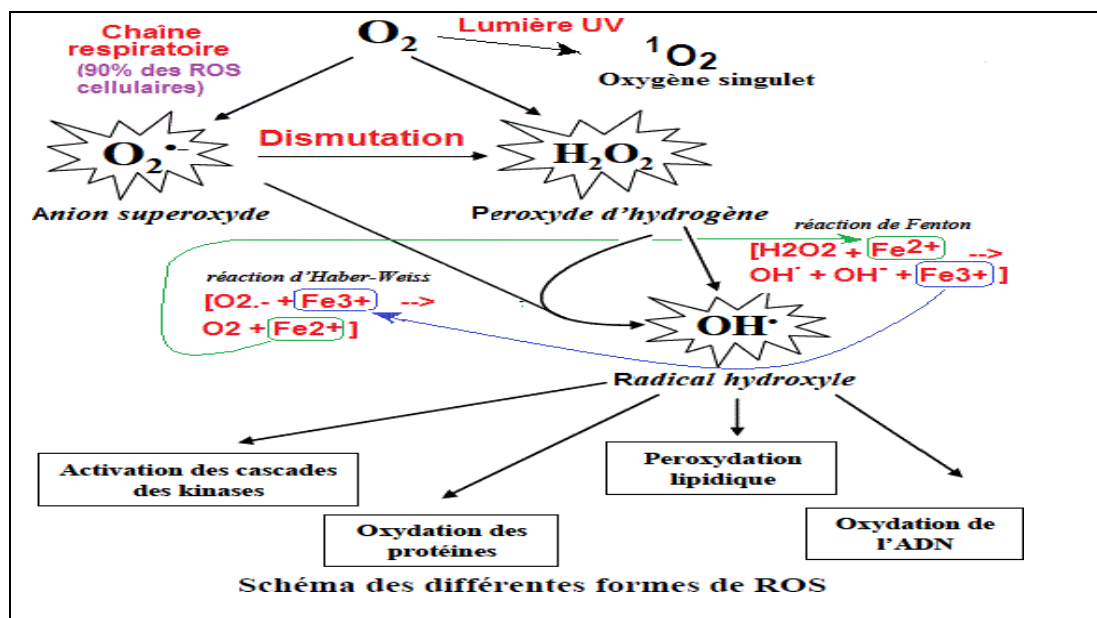 Chaîne
respiratoire
(90% des ROS
cellulaires)
O₂
Lumière UV
¹O₂
Oxygène singulet
O₂•-
Dismutation
H₂O₂
Anion superoxyde
Peroxyde d'hydrogène
réaction de Fenton
[H2O2 + Fe2+ -->
OH˙ + OH⁻ + Fe3+ ]
réaction d'Haber-Weiss
[O2.- + Fe3+ -->
O2 + Fe2+ ]
OH•
Radical hydroxyle
Activation des cascades
des kinases
Oxydation des
protéines
Peroxydation
lipidique
Oxydation de
l'ADN
Schéma des différentes formes de ROS